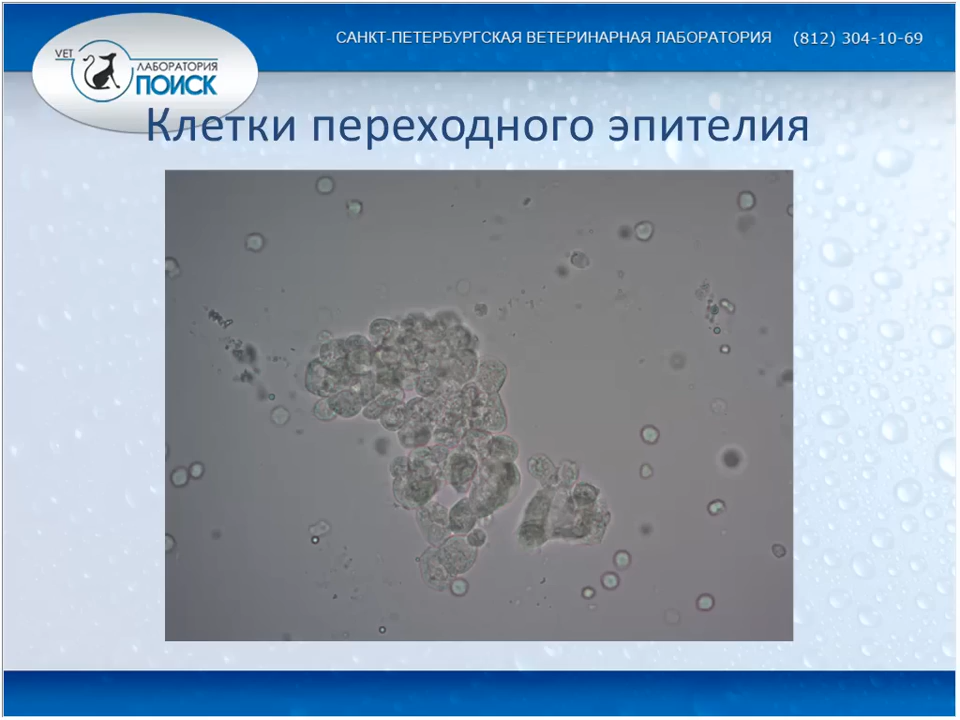 САНКТ-ПЕТЕРБУРГСКАЯ ВЕТЕРИНАРНАЯ ЛАБОРАТОРИЯ (812) 304-10-69
VET ЛАБОРАТОРИЯ
ПОИСК
Клетки переходного эпителия